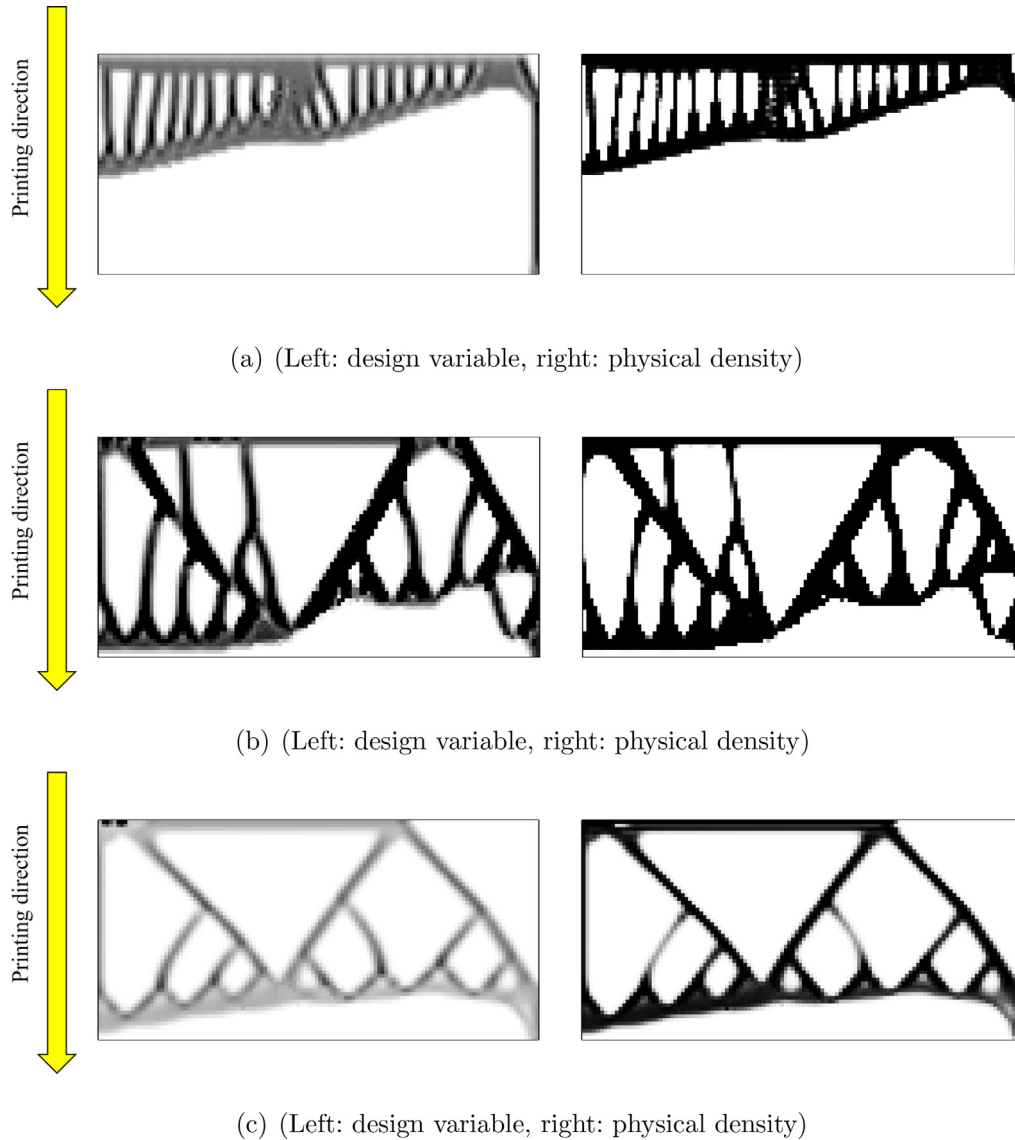 Printing direction
(a) (Left: design variable, right: physical density)
Printing direction
(b) (Left: design variable, right: physical density)
Printing direction
(c) (Left: design variable, right: physical density)